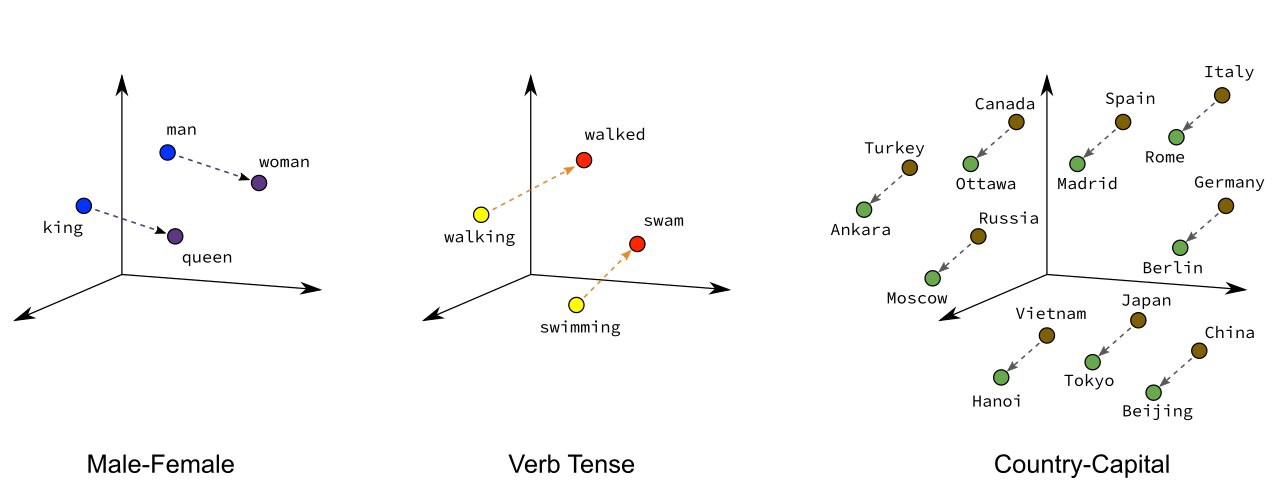 man
woman
king
queen
Male-Female
walked
walking
swam
swimming
Verb Tense
Italy
Canada
Spain
Turkey
Rome
Ottawa
Madrid
Germany
Ankara
Russia
Berlin
Moscow
Japan
Vietnam
China
Tokyo
Hanoi
Beijing
Country-Capital